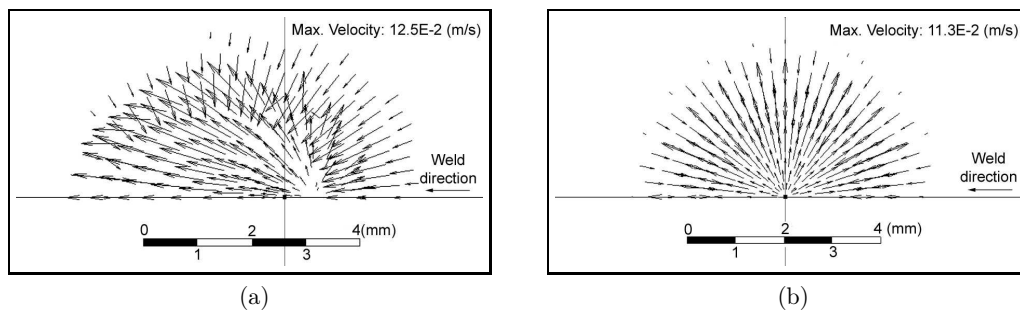 Max. Velocity: 12.5E-2 (m/s)
Weld
direction
0 2 4 (mm)
1 3
(a)
Max. Velocity: 11.3E-2 (m/s)
Weld
direction
0 2 4 (mm)
1 3
(b)